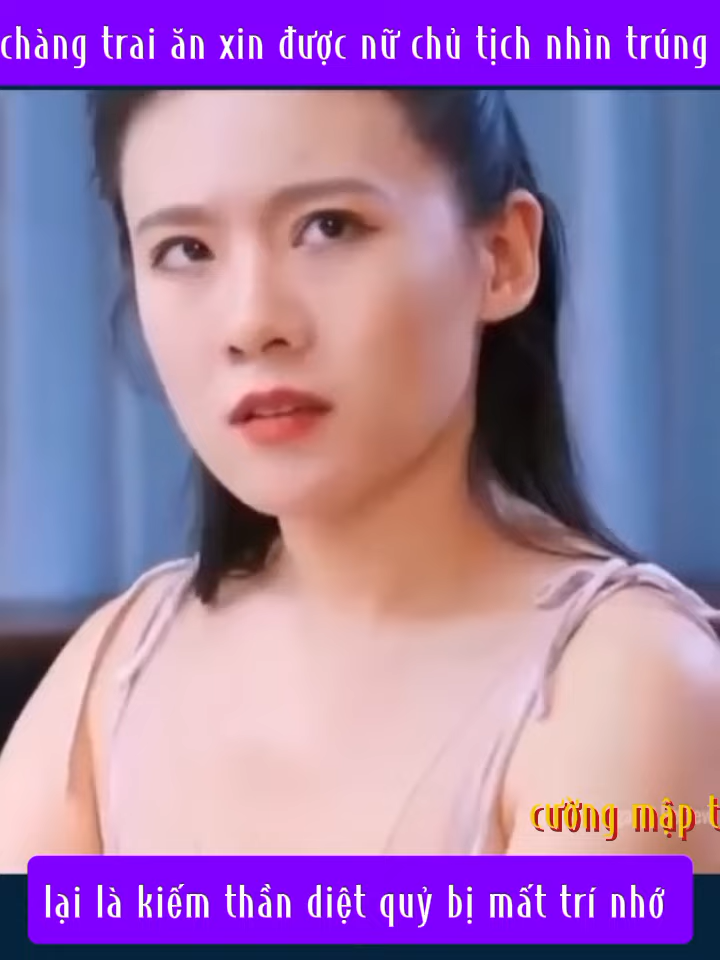 chàng trai ăn xin được nữ chủ tịch nhìn trúng
cường mập
lại là kiếm thần diệt quỷ bị mất trí nhớ